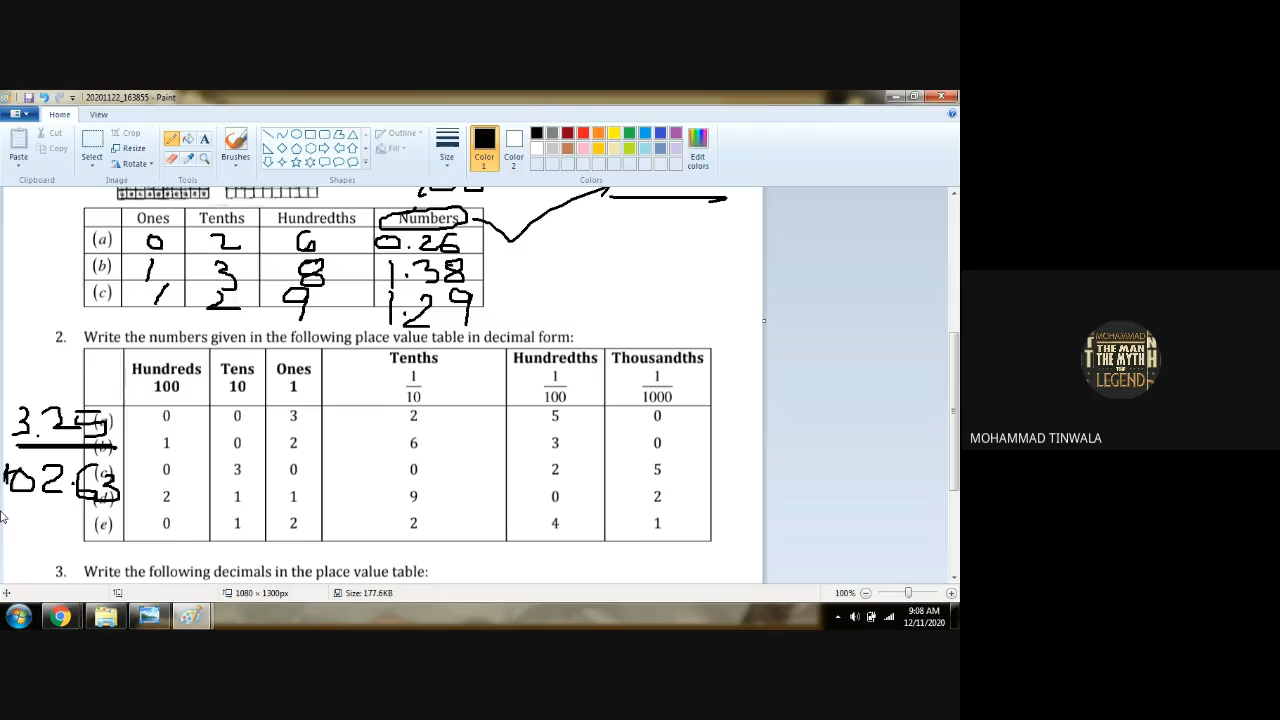 20201122_163855 - Paint
Home View
Paste Cut Copy Clipboard
Select Crop Resize Rotate Image
A Tools
Brushes
Outline Fill Shapes
Size
Color 1 Color 2 Edit colors Colors
Ones Tenths Hundredths Numbers
(a) 0 2 6 0.26
(b) 1 3 8 1.38
(c) 1 2 9 1.29
2. Write the numbers given in the following place value table in decimal form:
Hundreds 100 Tens 10 Ones 1 Tenths 1/10 Hundredths 1/100 Thousandths 1/1000
3.25 (a) 0 0 3 2 5 0
(b) 1 0 2 6 3 0
102.63 (c) 0 3 0 0 2 5
(d) 2 1 1 9 0 2
(e) 0 1 2 2 4 1
3. Write the following decimals in the place value table:
1080 × 1300px Size: 177.6KB 100%
9:08 AM
12/11/2020
MOHAMMAD
THE MAN
THE MYTH
THE
LEGEND
MOHAMMAD TINWALA